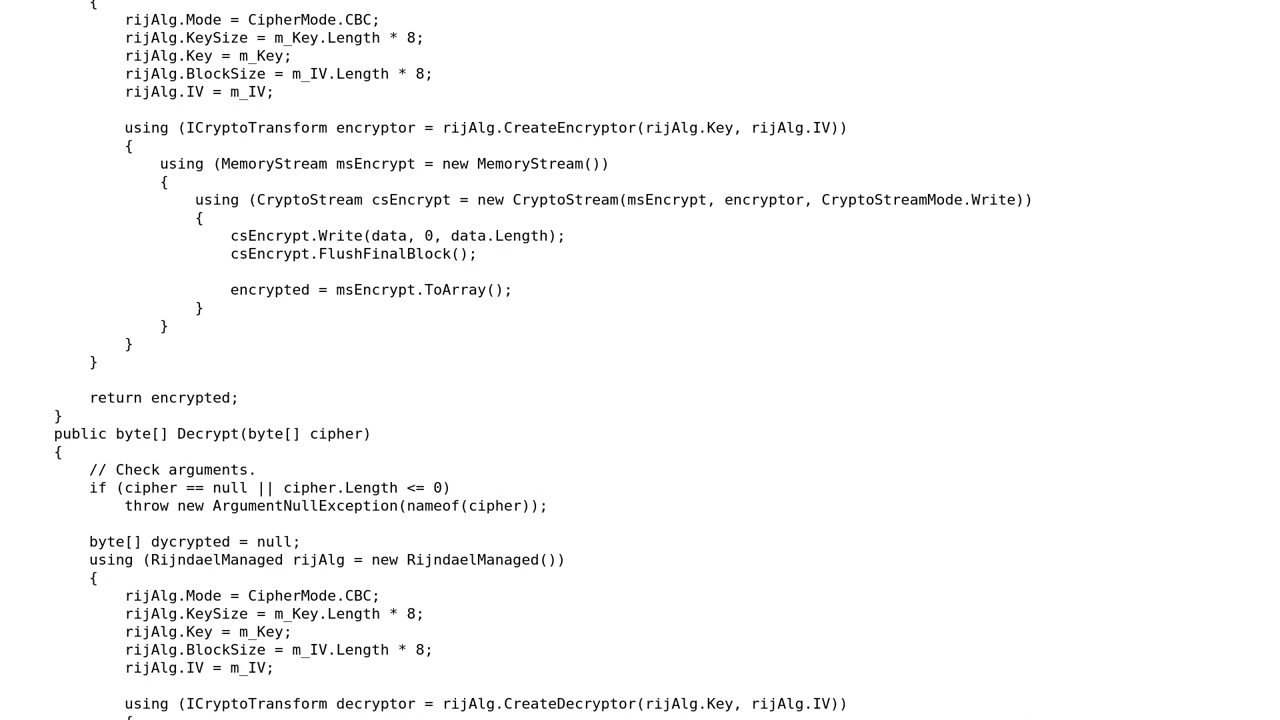 {
rijAlg.Mode = CipherMode.CBC;
rijAlg.KeySize = m_Key.Length * 8;
rijAlg.Key = m_Key;
rijAlg.BlockSize = m_IV.Length * 8;
rijAlg.IV = m_IV;
using (ICryptoTransform encryptor = rijAlg.CreateEncryptor(rijAlg.Key, rijAlg.IV))
{
using (MemoryStream msEncrypt = new MemoryStream())
{
using (CryptoStream csEncrypt = new CryptoStream(msEncrypt, encryptor, CryptoStreamMode.Write))
{
csEncrypt.Write(data, 0, data.Length);
csEncrypt.FlushFinalBlock();
encrypted = msEncrypt.ToArray();
}
}
}
}
return encrypted;
}
public byte[] Decrypt(byte[] cipher)
{
// Check arguments.
if (cipher == null || cipher.Length <= 0)
throw new ArgumentNullException(nameof(cipher));
byte[] dycrypted = null;
using (RijndaelManaged rijAlg = new RijndaelManaged())
{
rijAlg.Mode = CipherMode.CBC;
rijAlg.KeySize = m_Key.Length * 8;
rijAlg.Key = m_Key;
rijAlg.BlockSize = m_IV.Length * 8;
rijAlg.IV = m_IV;
using (ICryptoTransform decryptor = rijAlg.CreateDecryptor(rijAlg.Key, rijAlg.IV))
{